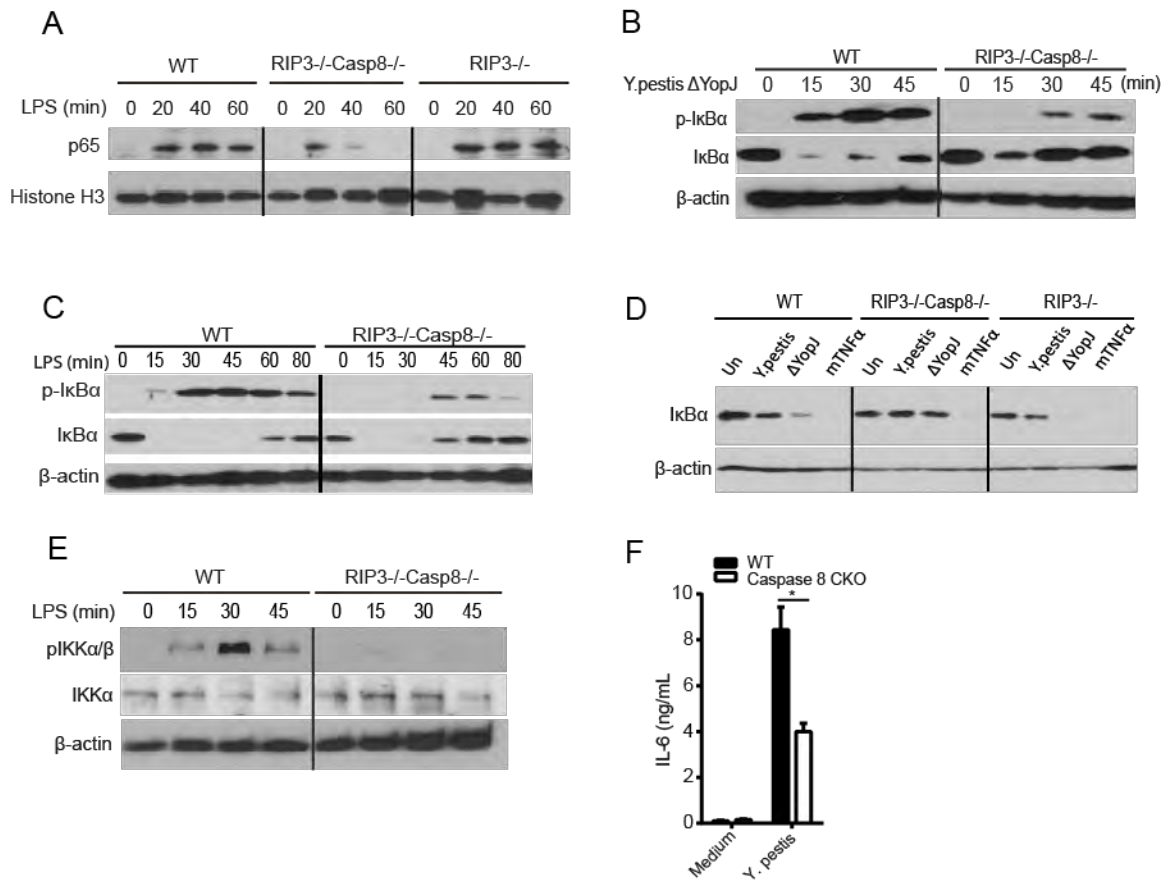 A
WT RIP3-/-Casp8-/- RIP3-/-
LPS (min) 0 20 40 60 0 20 40 60 0 20 40 60
p65
Histone H3
B
WT RIP3-/-Casp8-/-
Y.pestis ΔYopJ 0 15 30 45 0 15 30 45 (min)
p-IκBα
IκBα
β-actin
C
WT RIP3-/-Casp8-/-
LPS (min) 0 15 30 45 60 80 0 15 30 45 60 80
p-IκBα
IκBα
β-actin
D
WT RIP3-/-Casp8-/- RIP3-/-
Un Y.pestis ΔYopJ mTNFα Un Y.pestis ΔYopJ mTNFα Un Y.pestis ΔYopJ mTNFα
IκBα
β-actin
E
WT RIP3-/-Casp8-/-
LPS (min) 0 15 30 45 0 15 30 45
pIKKα/β
IKKα
β-actin
F
WT
Caspase 8 CKO
*
10
8
6
4
2
0
IL-6 (ng/mL)
Medium Y. pestis